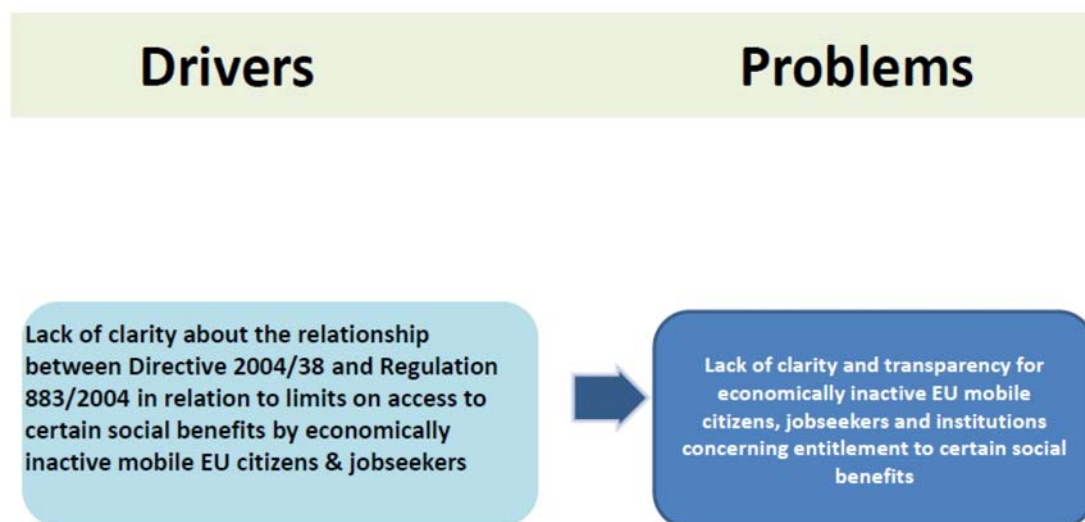 Drivers
Problems
Lack of clarity about the relationship
between Directive 2004/38 and Regulation
883/2004 in relation to limits on access to
certain social benefits by economically
inactive mobile EU citizens & jobseekers
Lack of clarity and transparency for
economically inactive EU mobile
citizens, jobseekers and institutions
concerning entitlement to certain social
benefits